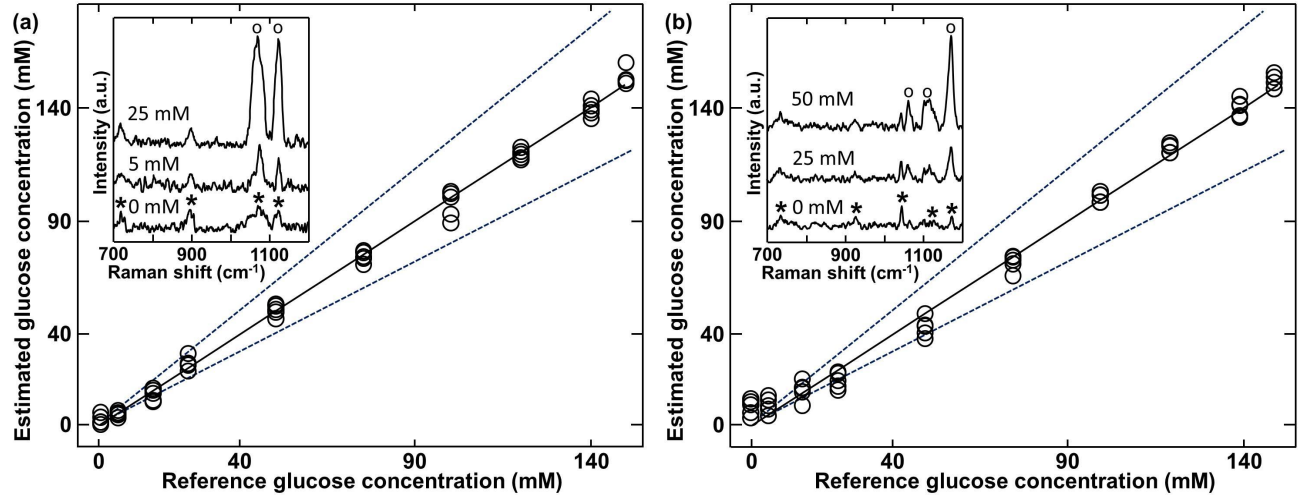 (a)
Estimated glucose concentration (mM)
140
90
40
0
0
40
90
140
Reference glucose concentration (mM)
Intensity (a.u.)
o o
25 mM
5 mM
* * 0 mM * *
700
900
1100
Raman shift (cm⁻¹)
(b)
Estimated glucose concentration (mM)
140
90
40
0
0
40
90
140
Reference glucose concentration (mM)
Intensity (a.u.)
o
50 mM
o o
25 mM
* 0 mM * * * *
700
900
1100
Raman shift (cm⁻¹)